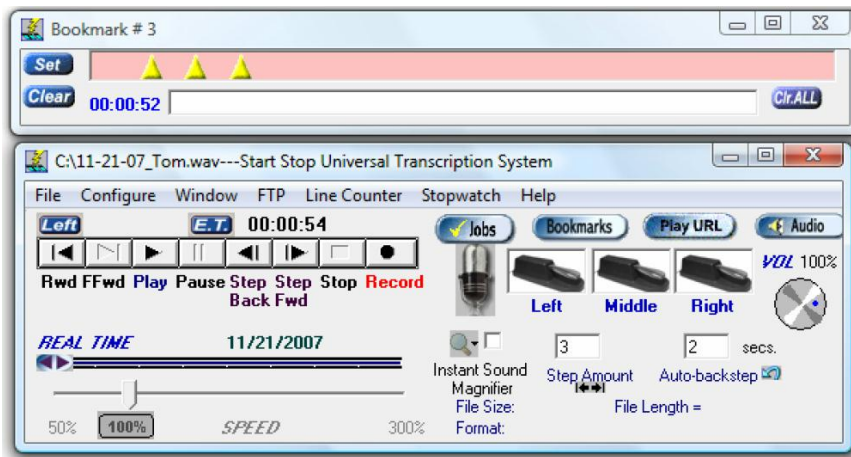 Bookmark # 3
Set
Clear 00:00:52 Clr.ALL
C:\11-21-07_Tom.wav---Start Stop Universal Transcription System
File Configure Window FTP Line Counter Stopwatch Help
Left E.T. 00:00:54 Jobs Bookmarks Play URL Audio
VOL 100%
Rwd FFwd Play Pause Step Back Step Fwd Stop Record
Left Middle Right
REAL TIME 11/21/2007
3 2 secs.
Instant Sound Magnifier Step Amount Auto-backstep
File Size: File Length =
50% 100% SPEED 300% Format: